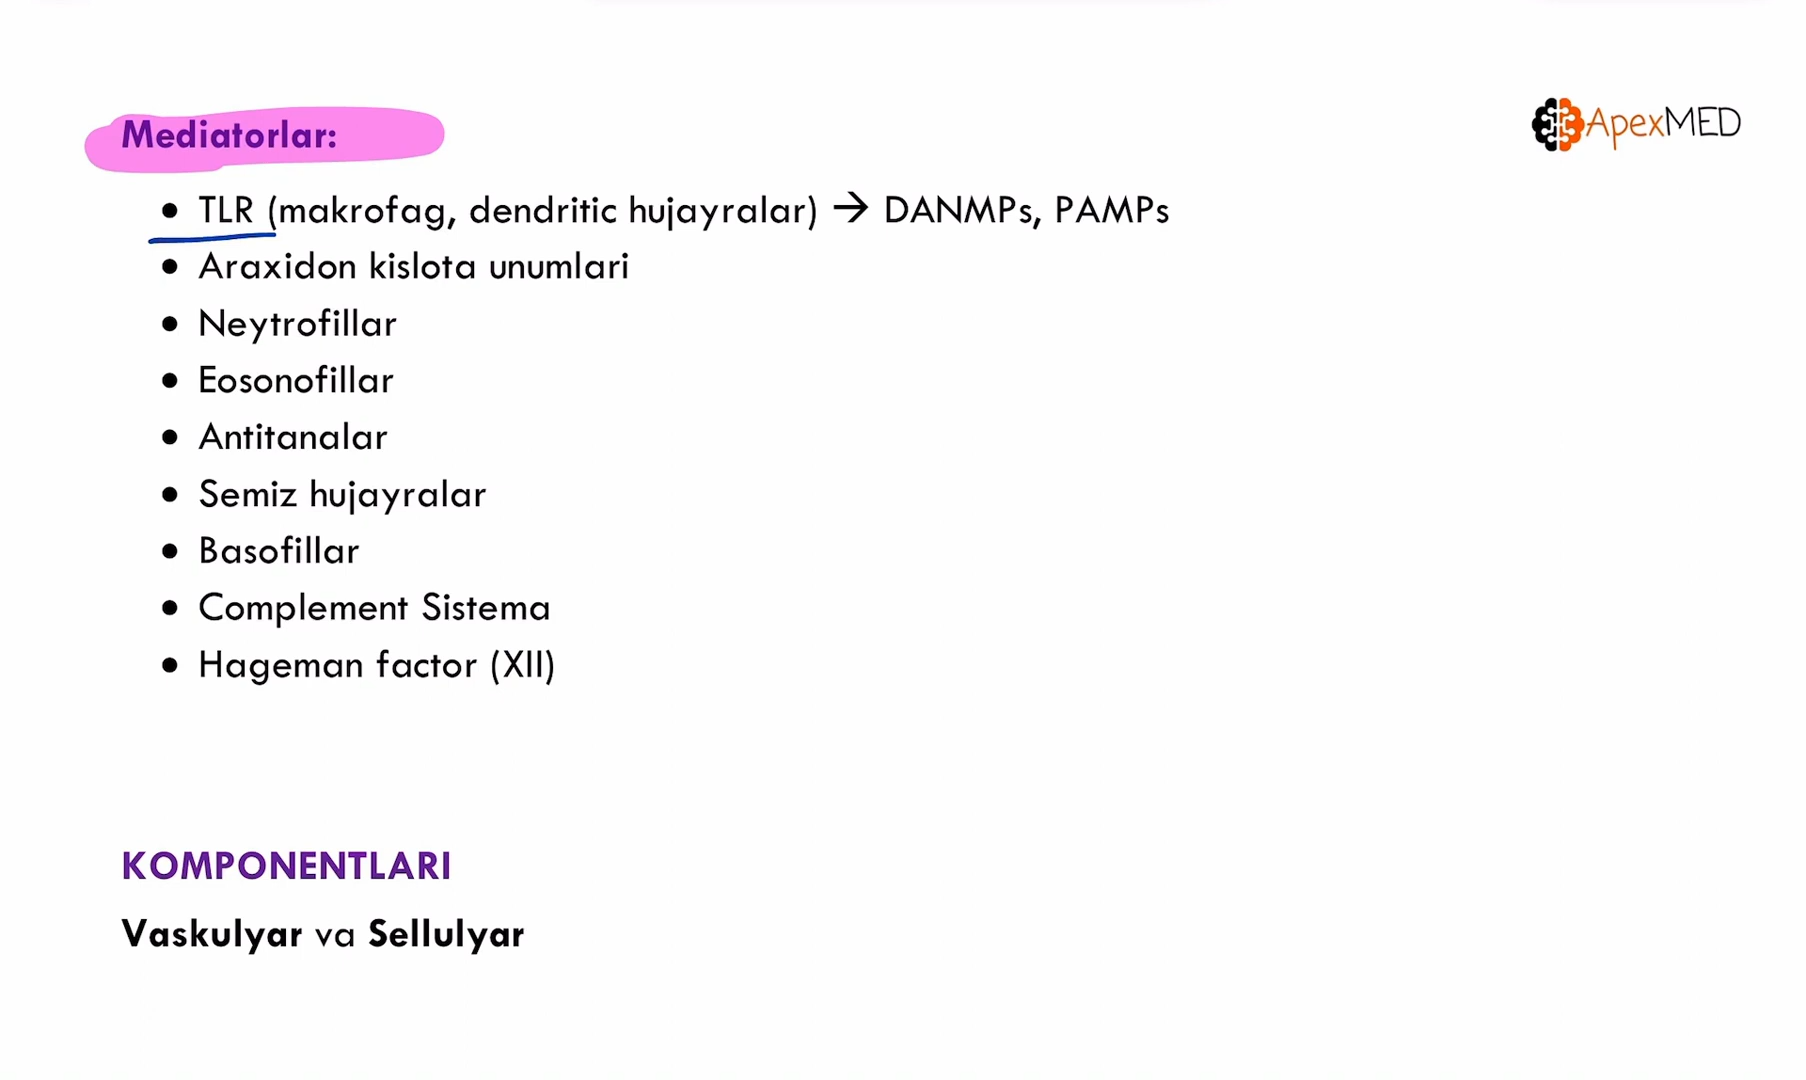 ApexMED
Mediatorlar:
• TLR (makrofag, dendritic hujayralar) → DANMPs, PAMPs
• Araxidon kislota unumlari
• Neytrofillar
• Eosonofillar
• Antitanalar
• Semiz hujayralar
• Basofillar
• Complement Sistema
• Hageman factor (XII)
KOMPONENTLARI
Vaskulyar va Sellulyar